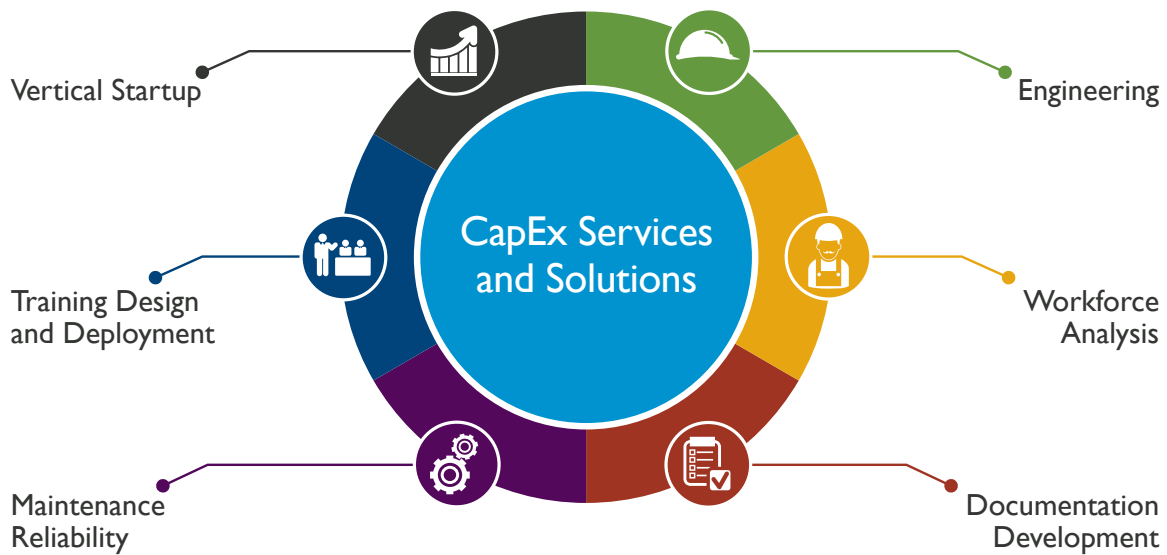 Vertical Startup
Engineering
CapEx Services
and Solutions
Training Design
and Deployment
Workforce
Analysis
Maintenance
Reliability
Documentation
Development